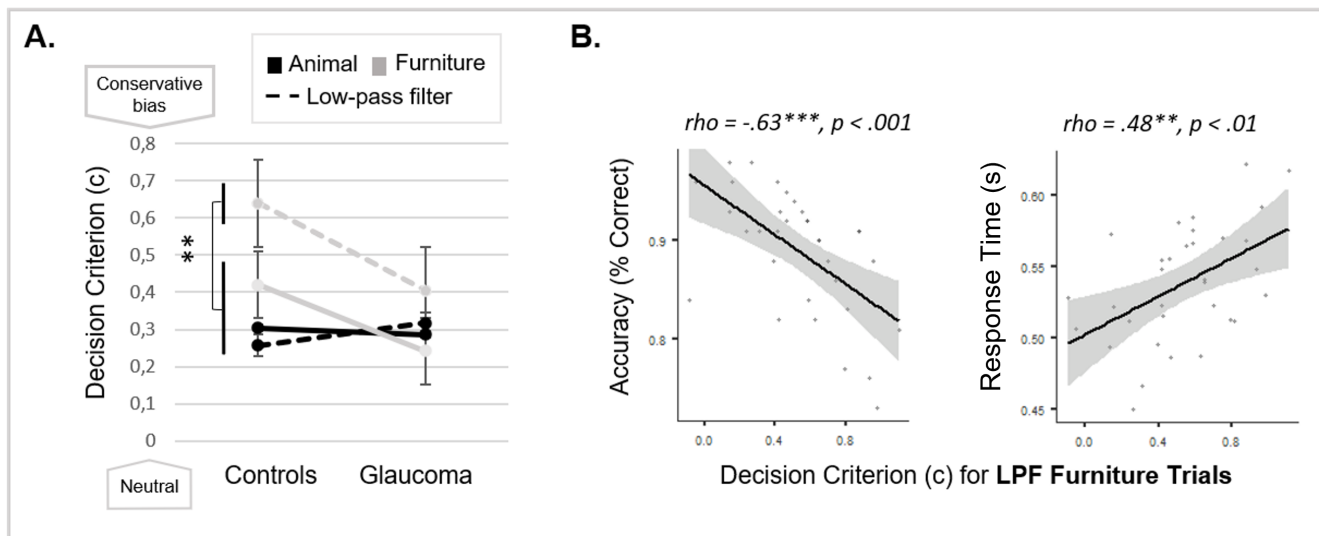 A.
Animal Furniture
Low-pass filter
Conservative
bias
Decision Criterion (c)
0,8
0,7
0,6
0,5
0,4
0,3
0,2
0,1
0
**
Controls Glaucoma
Neutral
B.
rho = -.63***, p < .001
Accuracy (% Correct)
0.9
0.8
0.0 0.4 0.8
rho = .48**, p < .01
Response Time (s)
0.60
0.55
0.50
0.45
0.0 0.4 0.8
Decision Criterion (c) for LPF Furniture Trials